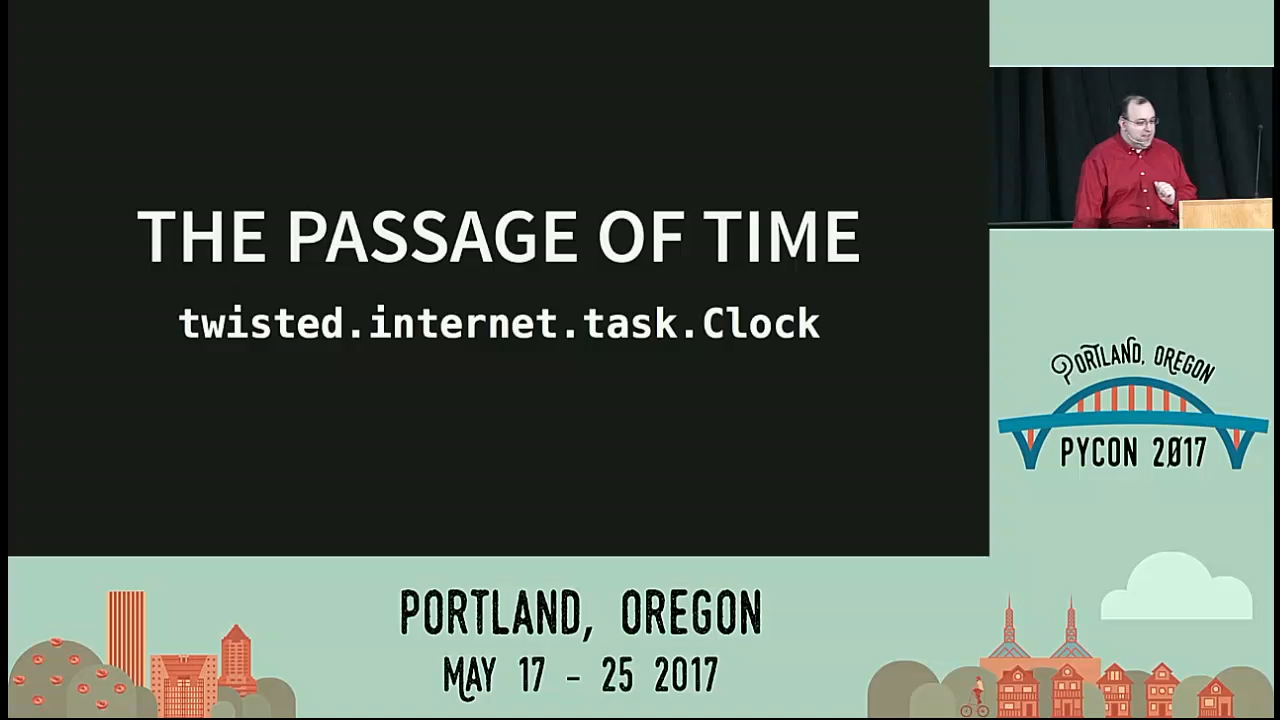 THE PASSAGE OF TIME
twisted.internet.task.Clock
PORTLAND, OREGON
PYCON 2017
PORTLAND, OREGON
MAY 17 - 25 2017